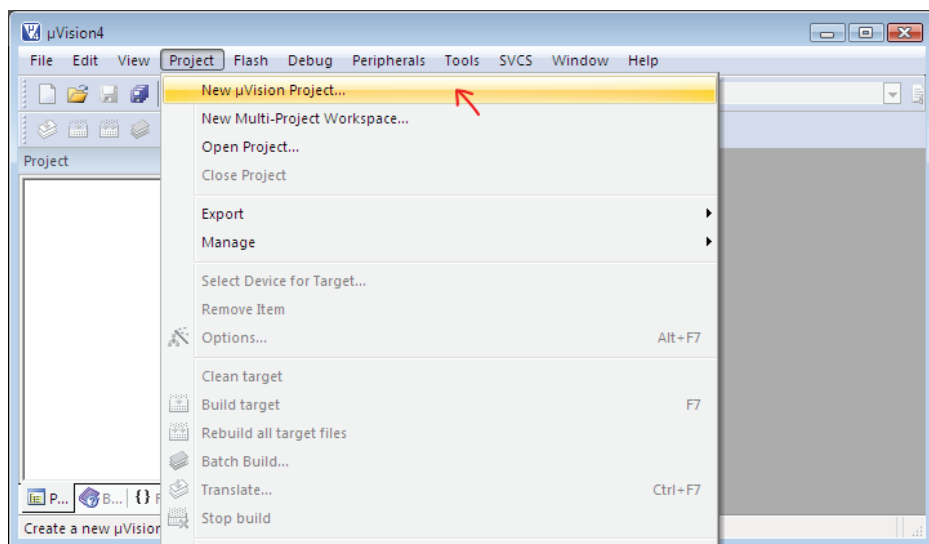 µVision4
File Edit View Project Flash Debug Peripherals Tools SVCS Window Help
New µVision Project...
New Multi-Project Workspace...
Open Project...
Close Project
Export
Manage
Select Device for Target...
Remove Item
Options... Alt+F7
Clean target
Build target F7
Rebuild all target files
Batch Build...
Translate... Ctrl+F7
Stop build
Project
P... B... {} F
Create a new µVision